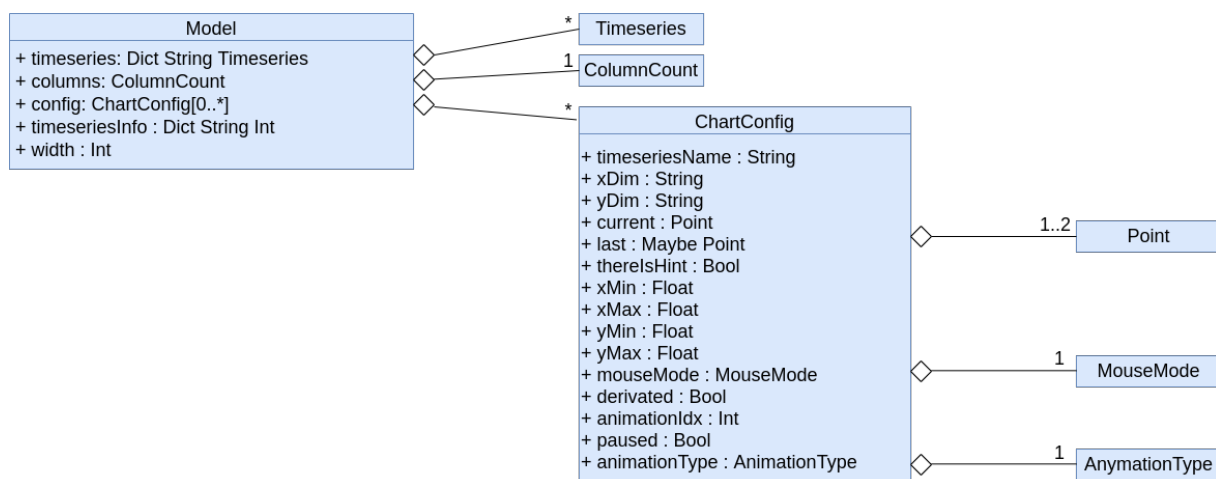 Model
+ timeseries: Dict String Timeseries
+ columns: ColumnCount
+ config: ChartConfig[0..*]
+ timeseriesInfo : Dict String Int
+ width : Int
*
Timeseries
1
ColumnCount
*
ChartConfig
+ timeseriesName : String
+ xDim : String
+ yDim : String
+ current : Point
+ last : Maybe Point
+ thereIsHint : Bool
+ xMin : Float
+ xMax : Float
+ yMin : Float
+ yMax : Float
+ mouseMode : MouseMode
+ derivated : Bool
+ animationIdx : Int
+ paused : Bool
+ animationType : AnimationType
1..2
Point
1
MouseMode
1
AnymationType